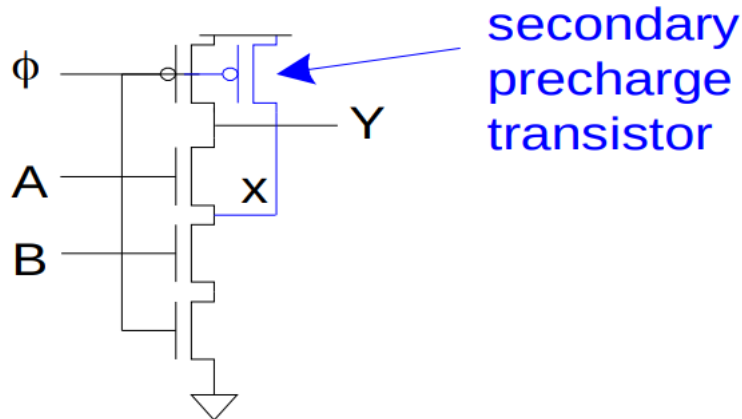 secondary
precharge
transistor
ϕ
Y
A
x
B